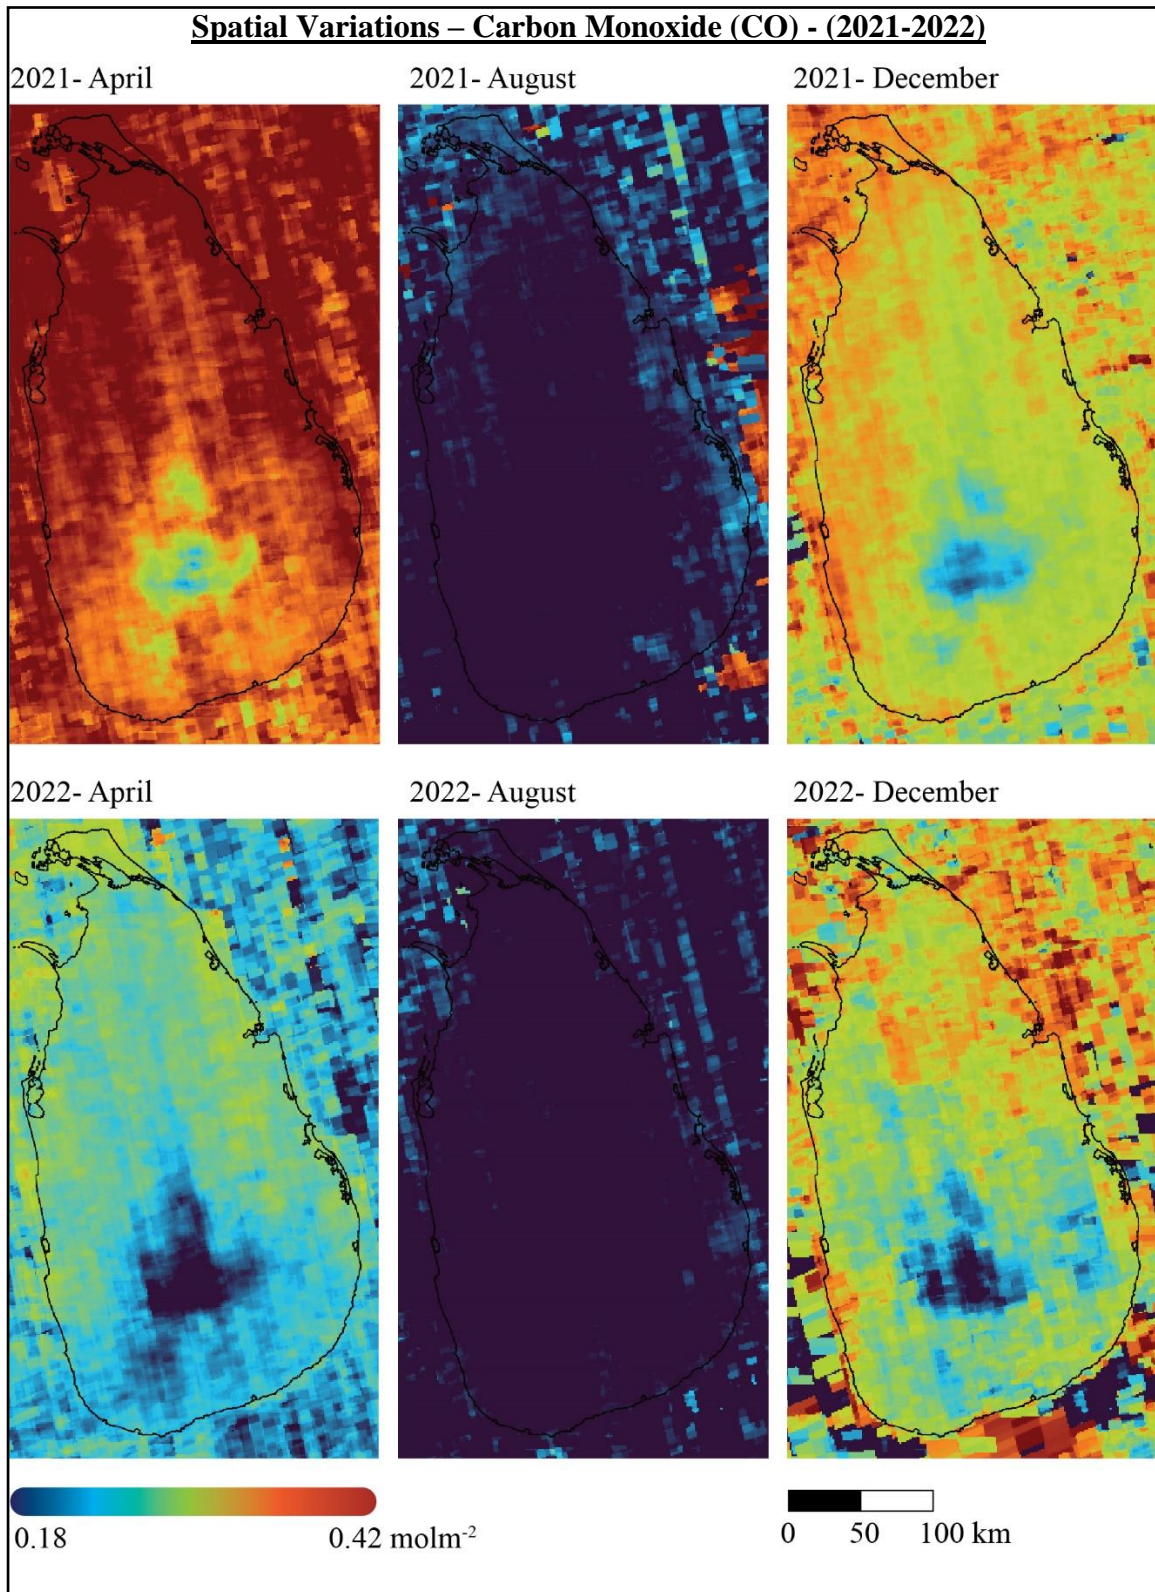 Spatial Variations – Carbon Monoxide (CO) - (2021-2022)
2021- April
2021- August
2021- December
2022- April
2022- August
2022- December
0.18
0.42 molm⁻²
0
50
100 km